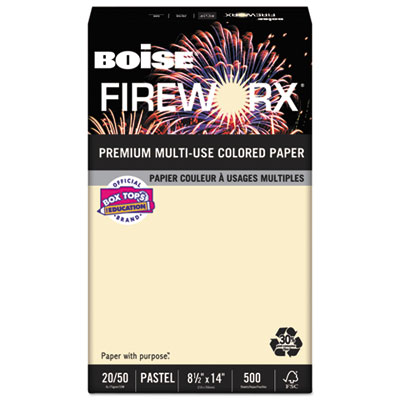 BOISE
FIREWORX®
PREMIUM MULTI-USE COLORED PAPER
PAPIER COULEUR À USAGES MULTIPLES
OFFICIAL
BOX TOPS
EDUCATION
BRAND
30%
Paper with purpose.
20/50 PASTEL 8½" x 14" 500
FSC